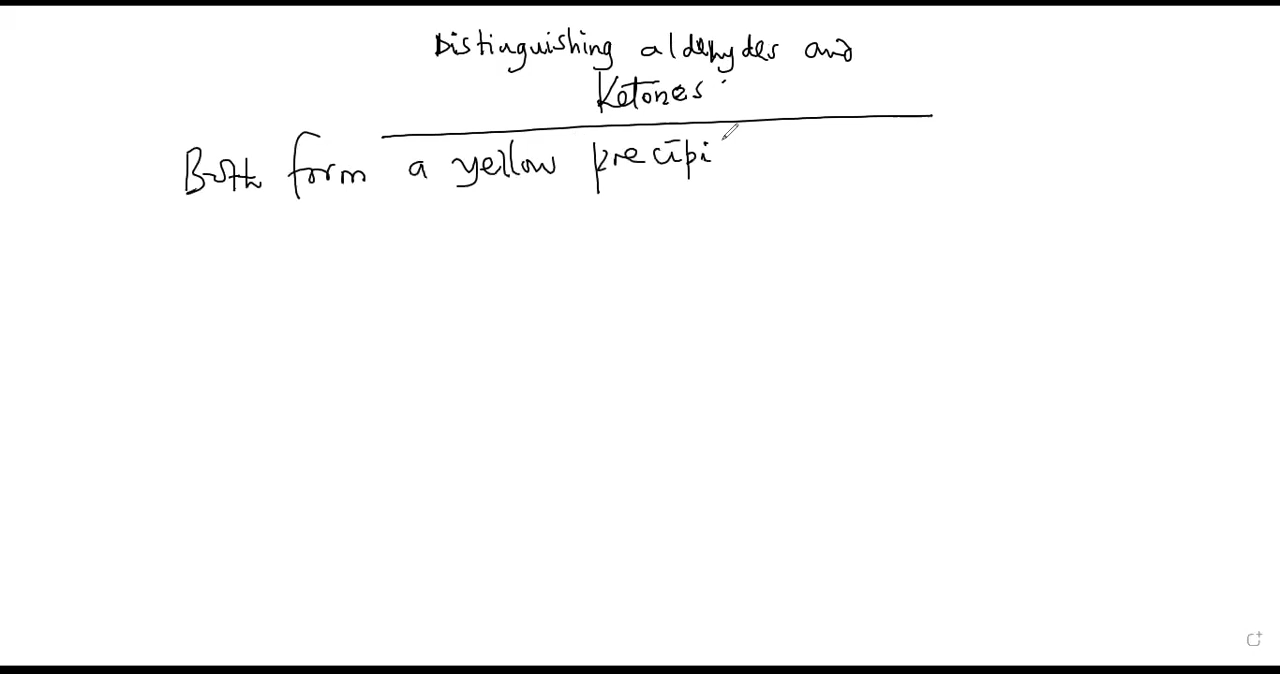 Distinguishing aldehydes and
Ketones.
Both form a yellow precipi